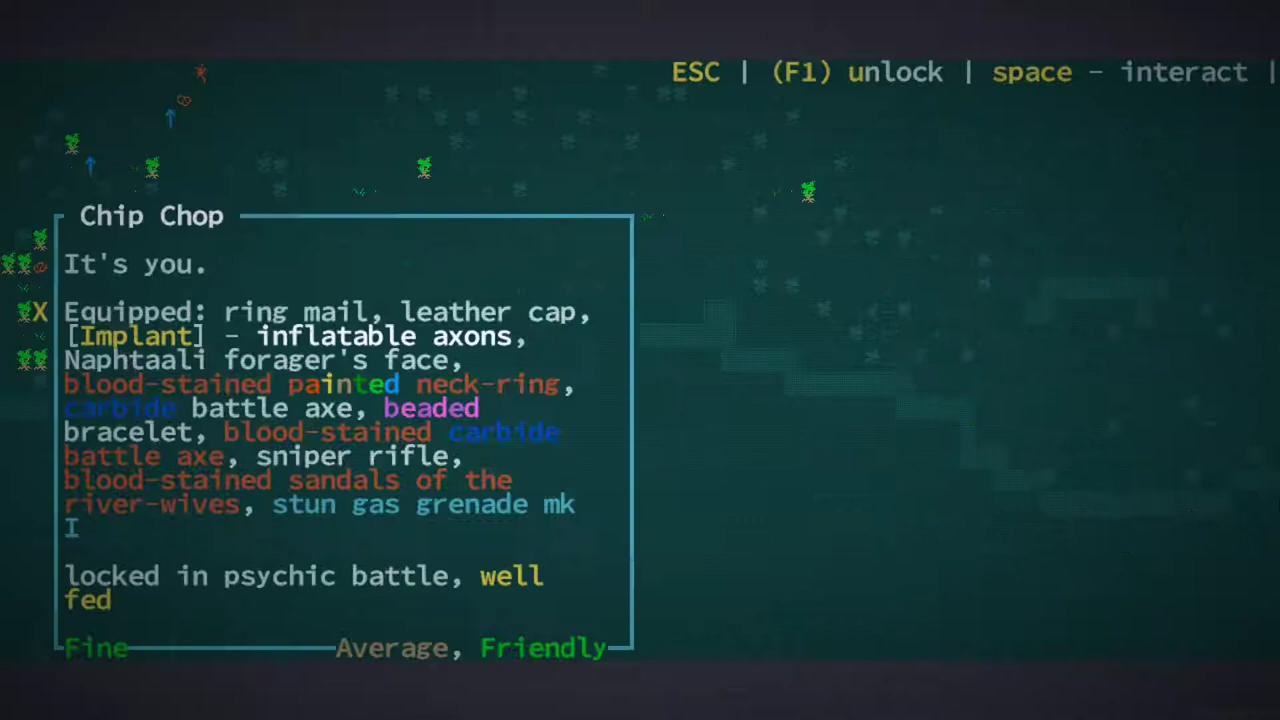 ESC | (F1) unlock | space - interact |
Chip Chop
It's you.
Equipped: ring mail, leather cap,
[Implant] - inflatable axons,
Naphtaali forager's face,
blood-stained painted neck-ring,
carbide battle axe, beaded
bracelet, blood-stained carbide
battle axe, sniper rifle,
blood-stained sandals of the
river-wives, stun gas grenade mk
I
locked in psychic battle, well
fed
Fine Average, Friendly
X